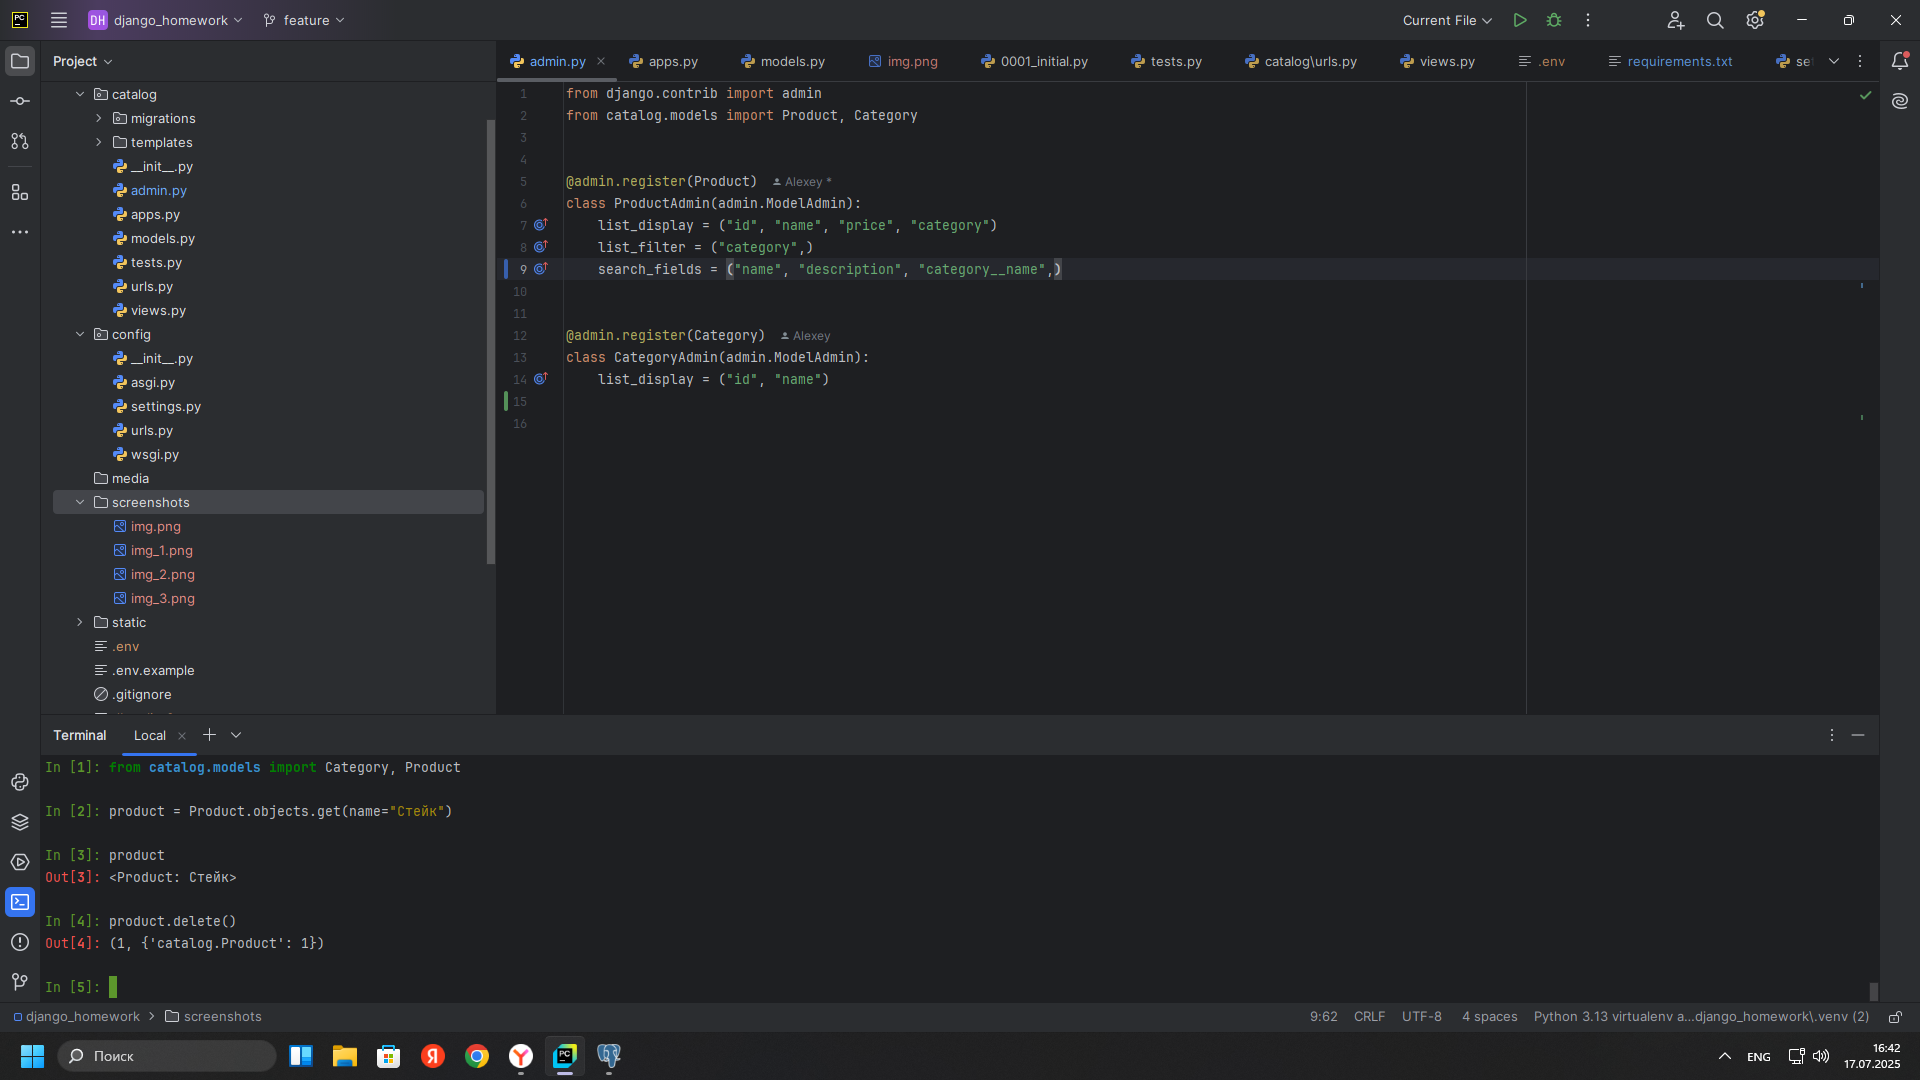 PC
DH django_homework feature Current File
Project
admin.py apps.py models.py img.png 0001_initial.py tests.py catalog\urls.py views.py .env requirements.txt
catalog
migrations
templates
__init__.py
admin.py
apps.py
models.py
tests.py
urls.py
views.py
config
__init__.py
asgi.py
settings.py
urls.py
wsgi.py
media
screenshots
img.png
img_1.png
img_2.png
img_3.png
static
.env
.env.example
.gitignore
1 from django.contrib import admin
2 from catalog.models import Product, Category
3
4
5 @admin.register(Product) Alexey *
6 class ProductAdmin(admin.ModelAdmin):
7 list_display = ("id", "name", "price", "category")
8 list_filter = ("category",)
9 search_fields = ("name", "description", "category__name",)
10
11
12 @admin.register(Category) Alexey
13 class CategoryAdmin(admin.ModelAdmin):
14 list_display = ("id", "name")
15
16
Terminal Local
In [1]: from catalog.models import Category, Product
In [2]: product = Product.objects.get(name="Стейк")
In [3]: product
Out[3]: <Product: Стейк>
In [4]: product.delete()
Out[4]: (1, {'catalog.Product': 1})
In [5]:
django_homework > screenshots 9:62 CRLF UTF-8 4 spaces Python 3.13 virtualenv a...django_homework\.venv (2)
Поиск Я Y PC ENG 16:42
17.07.2025